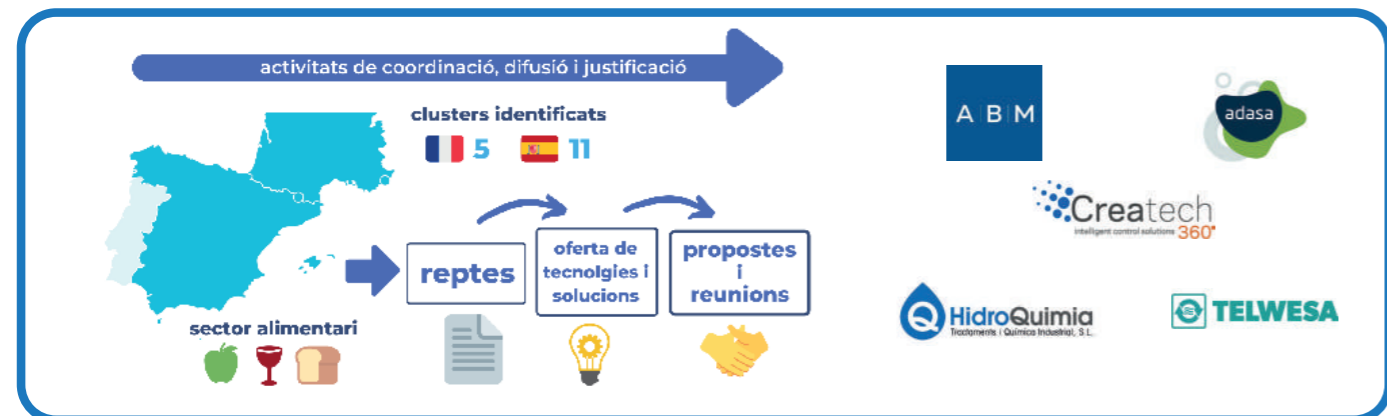 activitats de coordinació, difusió i justificació
clusters identificats
5
11
reptes
oferta de
tecnolgies i
solucions
propostes
i
reunions
sector alimentari
A B M
adasa
Createch
intelligent control solutions 360°
HidroQuimia
Tractaments i Química Industrial, S.L.
TELWESA